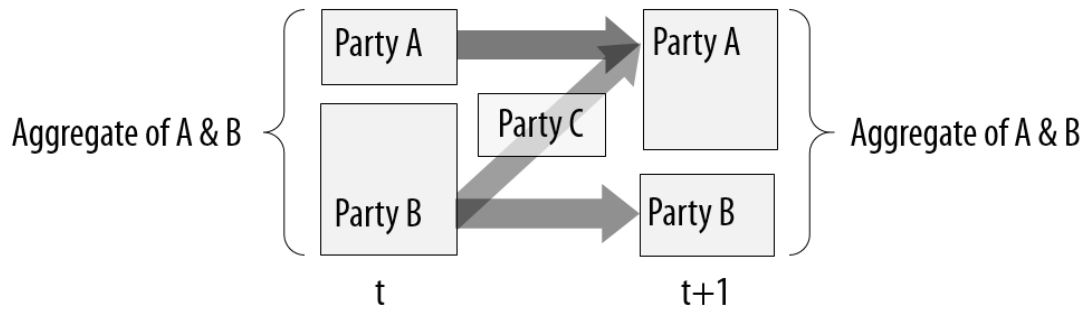 Party A
Party A
Party C
Aggregate of A & B
Aggregate of A & B
Party B
Party B
t
t+1